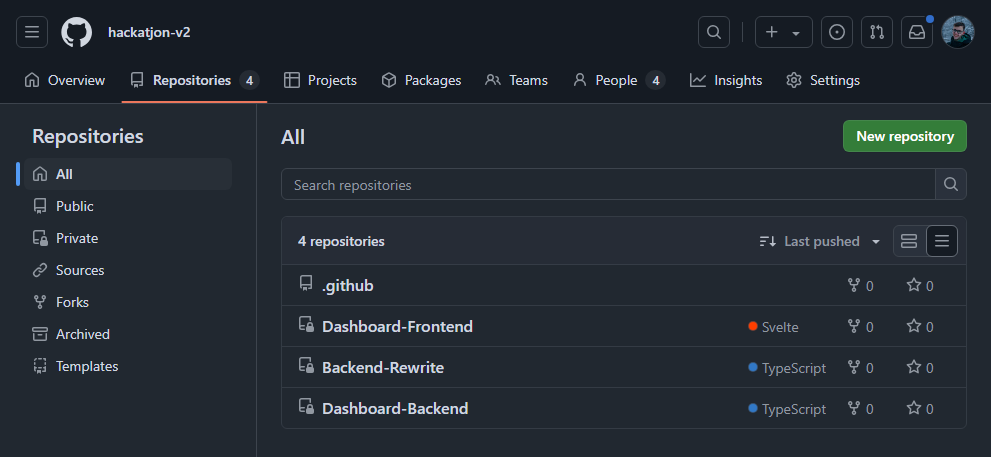 hackatjon-v2
Overview Repositories 4 Projects Packages Teams People 4 Insights Settings
Repositories
All
Public
Private
Sources
Forks
Archived
Templates
All
New repository
Search repositories
4 repositories
Last pushed
.github 0 0
Dashboard-Frontend Svelte 0 0
Backend-Rewrite TypeScript 0 0
Dashboard-Backend TypeScript 0 0